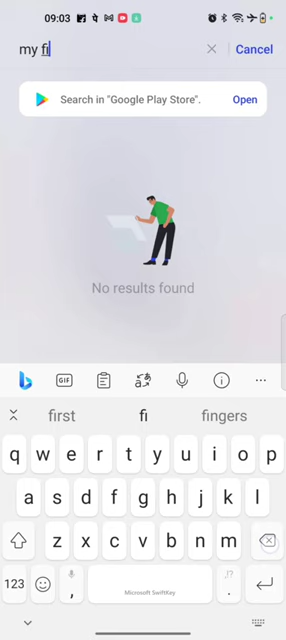 09:03
my fi
Cancel
Search in "Google Play Store".
Open
No results found
GIF
first
fi
fingers
q w e r t y u i o p
a s d f g h j k l
z x c v b n m
123
,
Microsoft SwiftKey
,!?
.